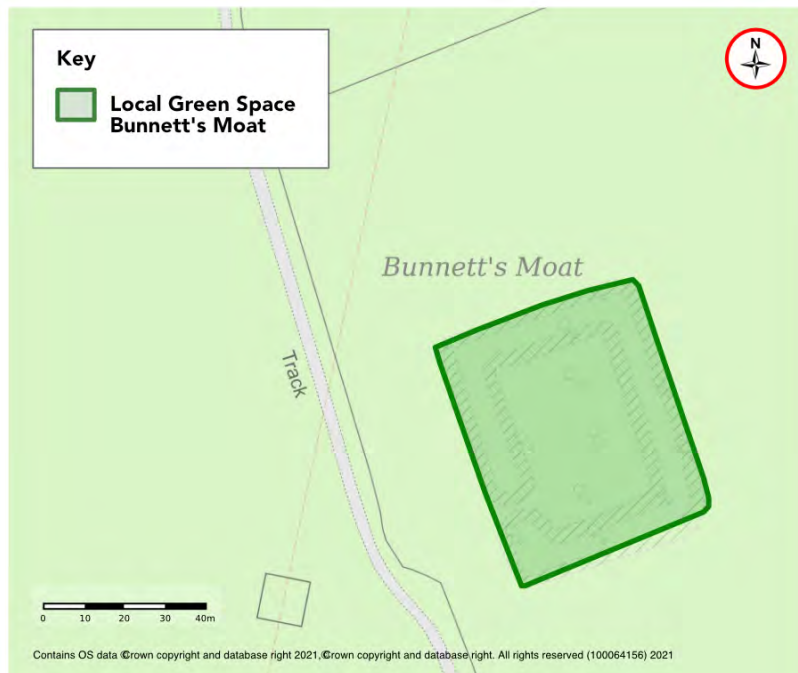 Key
Local Green Space
Bunnett's Moat
N
Bunnett's Moat
Track
0 10 20 30 40m
Contains OS data ©rown copyright and database right 2021,©rown copyright and database right. All rights reserved (100064156) 2021